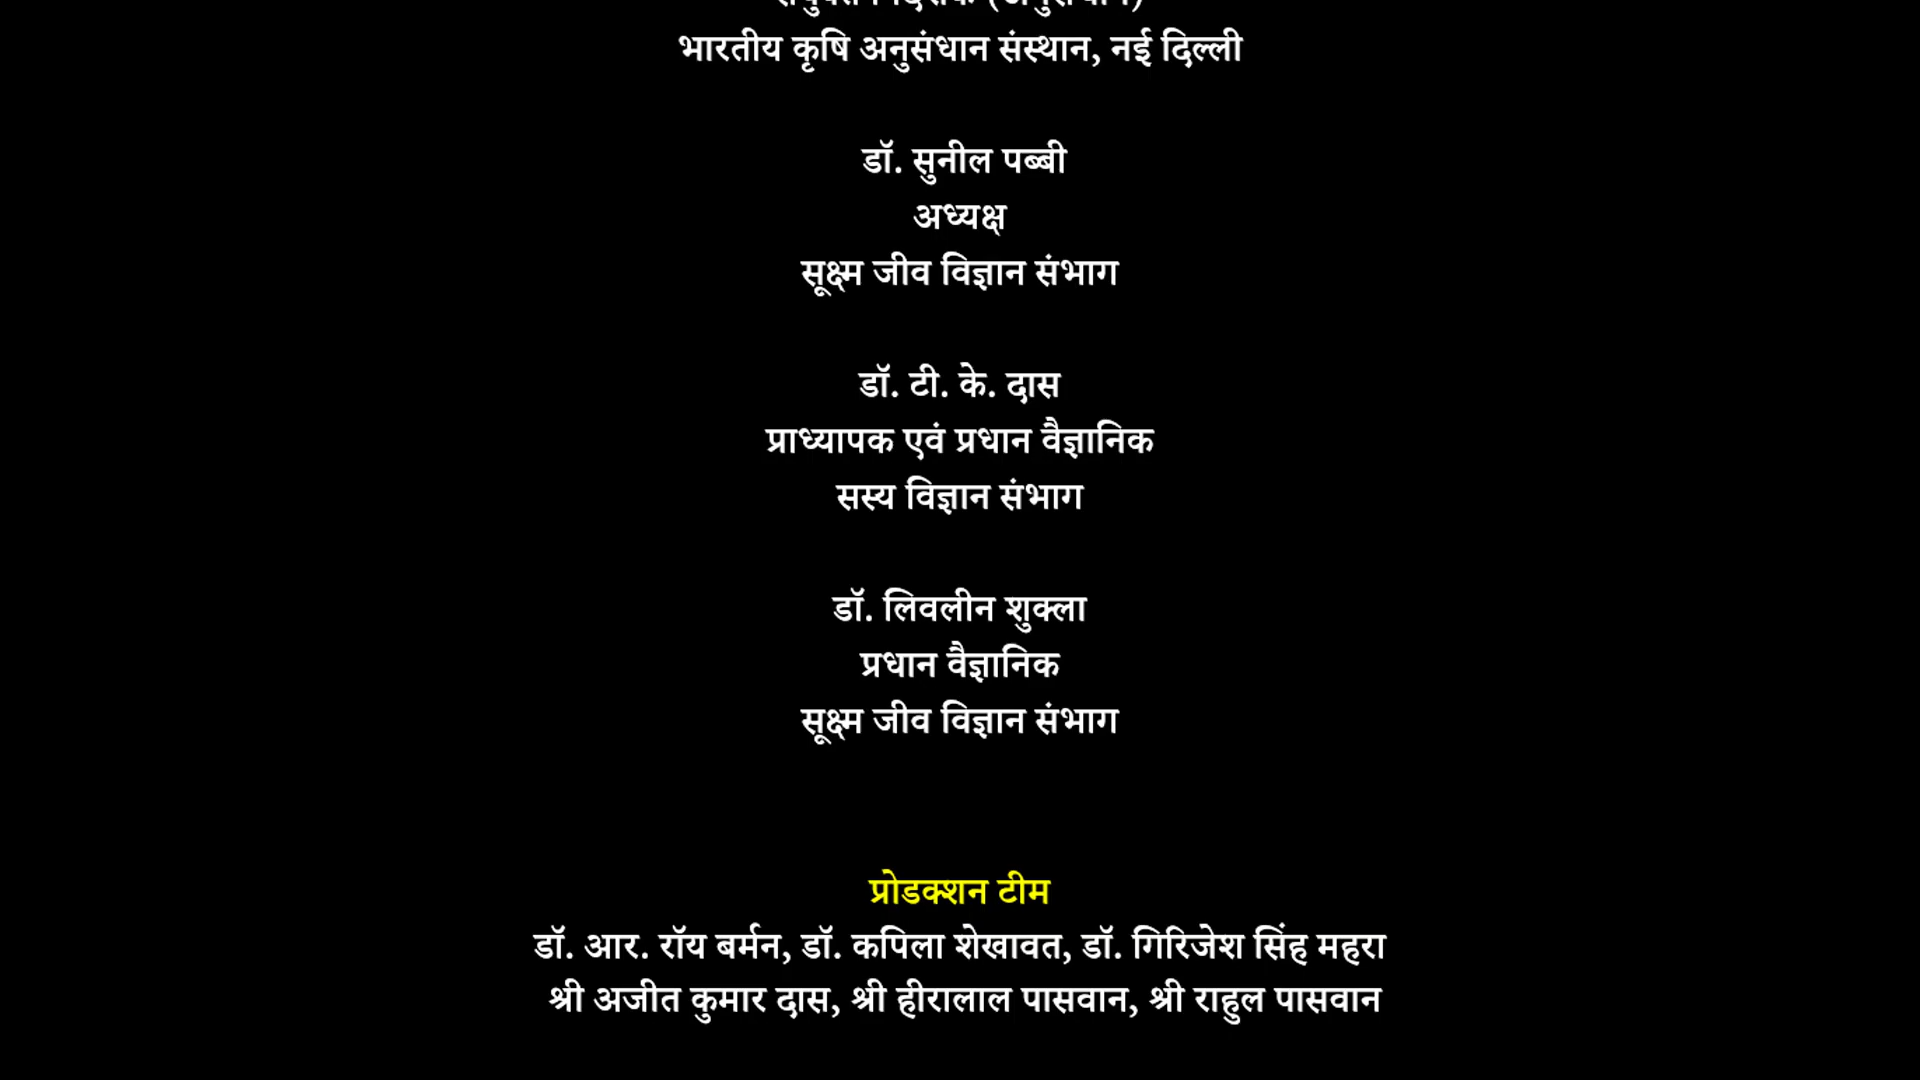 भारतीय कृषि अनुसंधान संस्थान, नई दिल्ली
डॉ. सुनील पब्बी
अध्यक्ष
सूक्ष्म जीव विज्ञान संभाग
डॉ. टी. के. दास
प्राध्यापक एवं प्रधान वैज्ञानिक
सस्य विज्ञान संभाग
डॉ. लिवलीन शुक्ला
प्रधान वैज्ञानिक
सूक्ष्म जीव विज्ञान संभाग
प्रोडक्शन टीम
डॉ. आर. रॉय बर्मन, डॉ. कपिला शेखावत, डॉ. गिरिजेश सिंह महरा
श्री अजीत कुमार दास, श्री हीरालाल पासवान, श्री राहुल पासवान